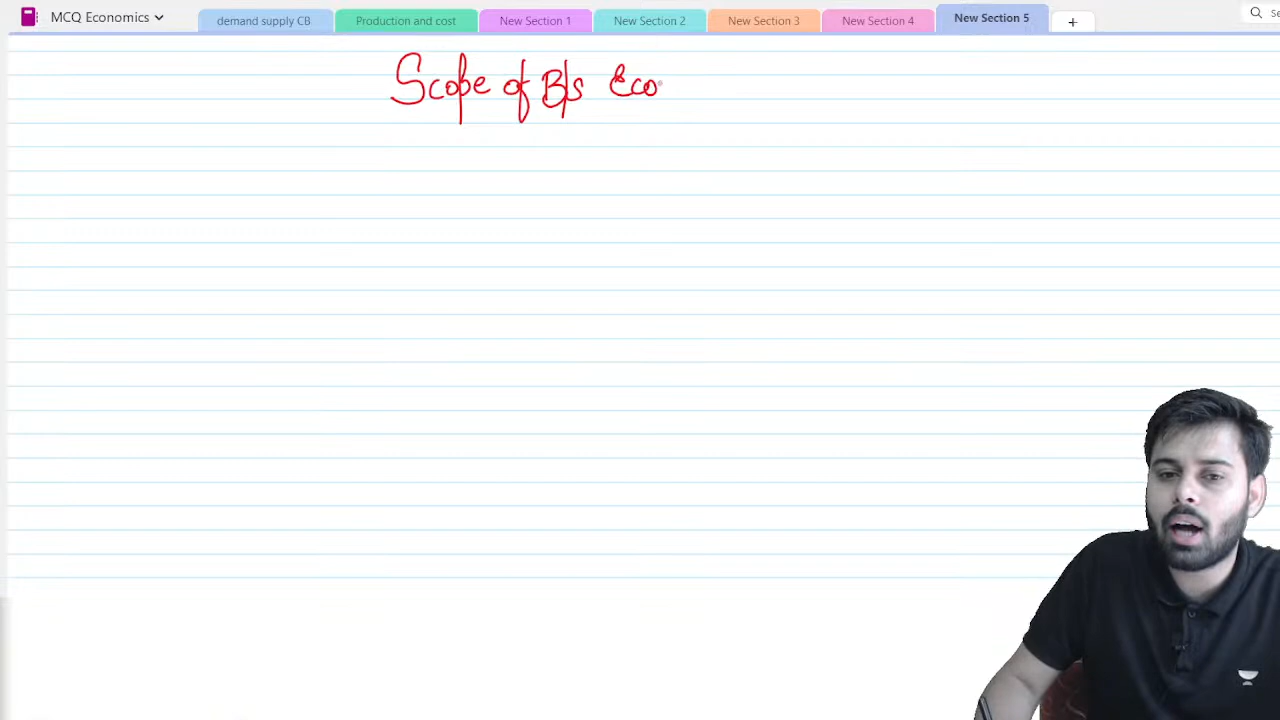 MCQ Economics
demand supply CB
Production and cost
New Section 1
New Section 2
New Section 3
New Section 4
New Section 5
+
Se
Scope of B/s Eco